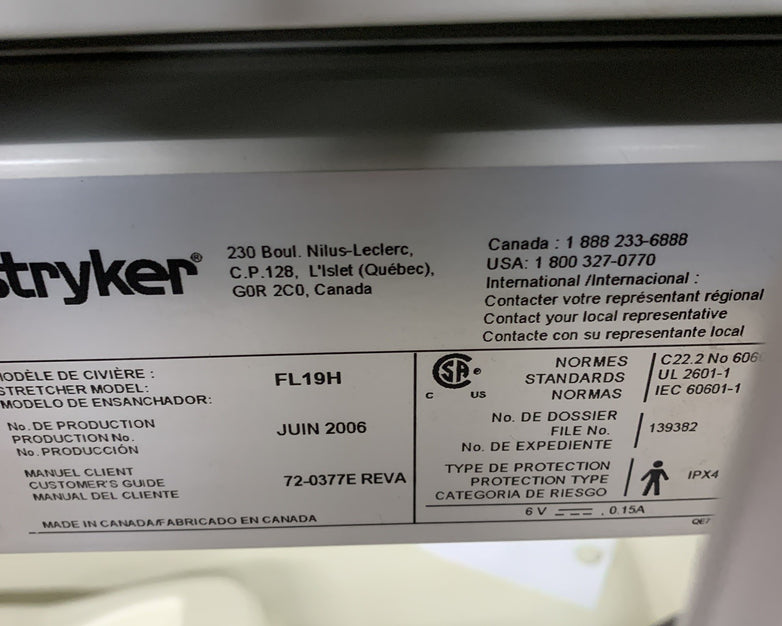 stryker®
230 Boul. Nilus-Leclerc,
C.P.128, L'Islet (Québec),
G0R 2C0, Canada
Canada : 1 888 233-6888
USA: 1 800 327-0770
International /Internacional :
Contacter votre représentant régional
Contact your local representative
Contacte con su representante local
MODÈLE DE CIVIÈRE :
STRETCHER MODEL:
MODELO DE ENSANCHADOR:
FL19H
No. DE PRODUCTION
PRODUCTION No.
No. PRODUCCIÓN
JUIN 2006
MANUEL CLIENT
CUSTOMER'S GUIDE
MANUAL DEL CLIENTE
72-0377E REVA
MADE IN CANADA/FABRICADO EN CANADA
C SA ® US
NORMES
STANDARDS
NORMAS
C22.2 No
UL 2601-1
IEC 60601-1
No. DE DOSSIER
FILE No.
No. DE EXPEDIENTE
139382
TYPE DE PROTECTION
PROTECTION TYPE
CATEGORIA DE RIESGO
IPX4
6 V , 0.15A